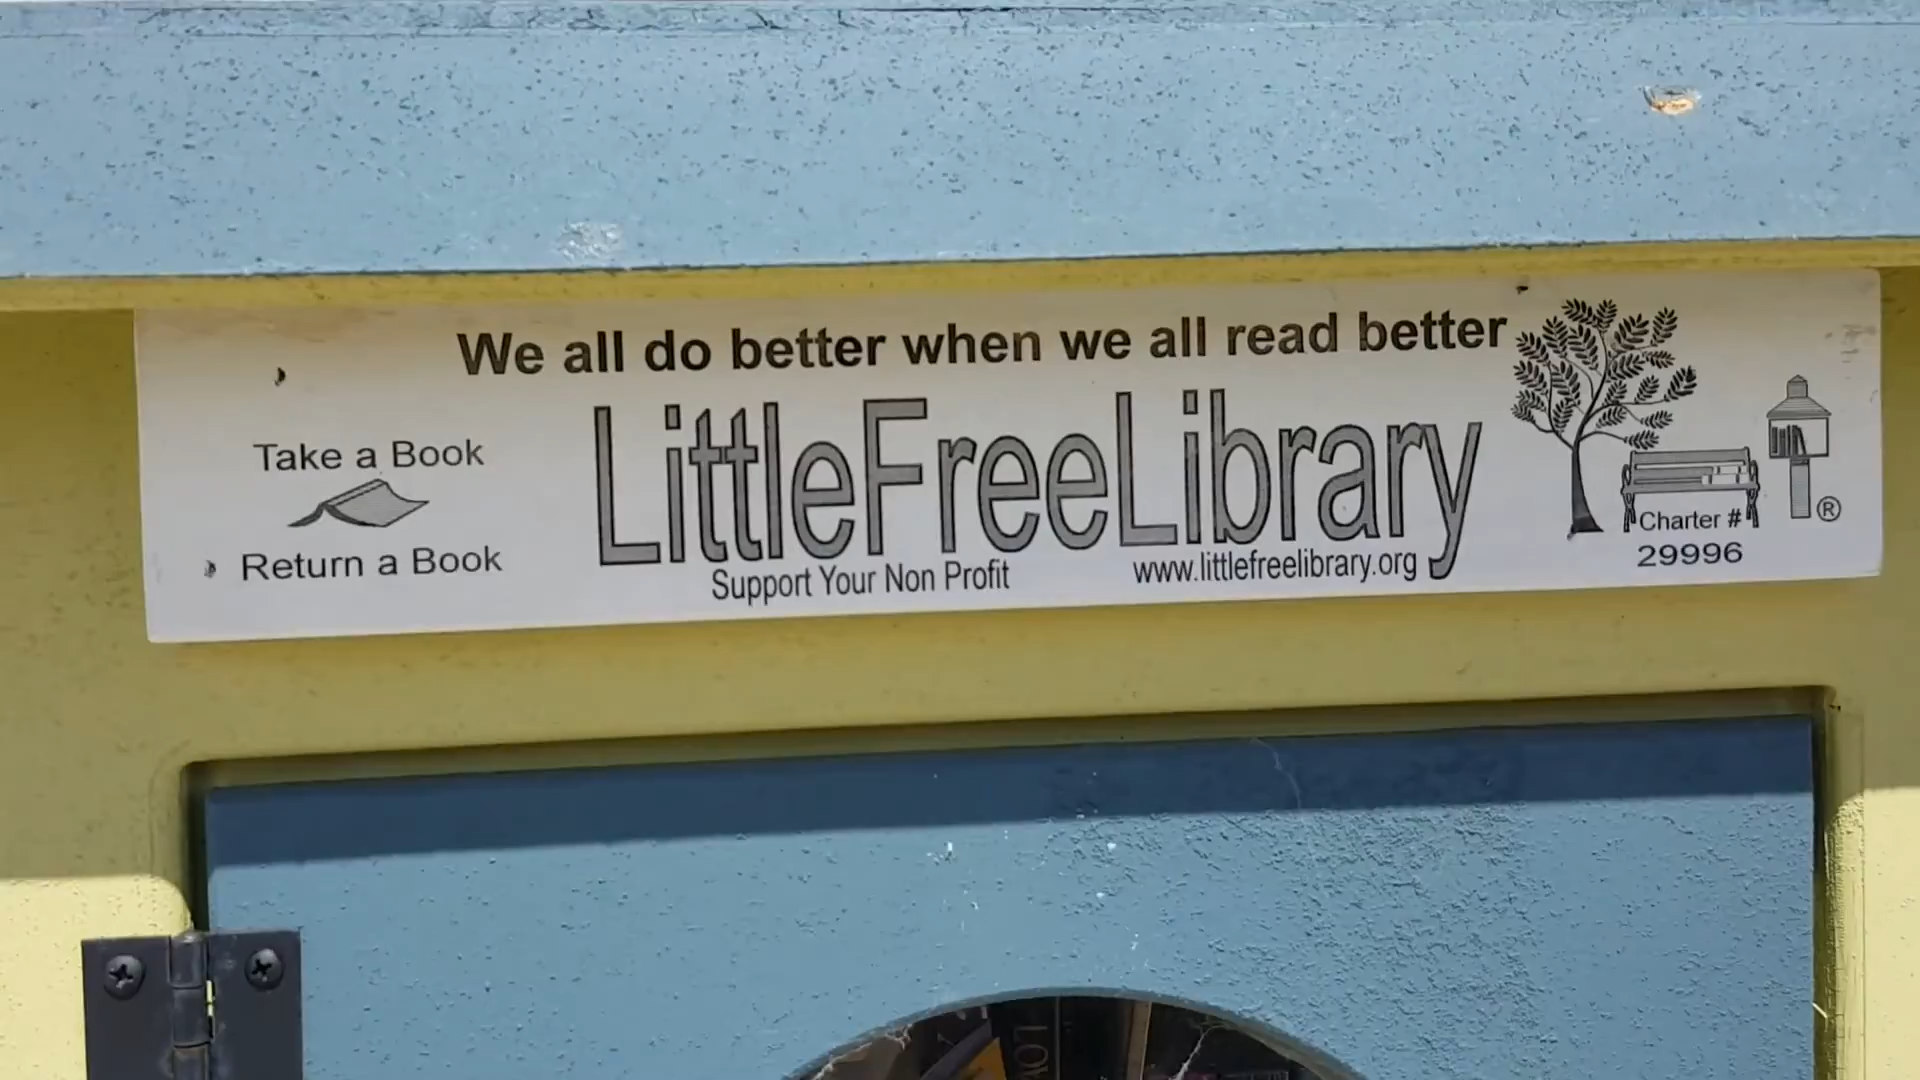 We all do better when we all read better
Take a Book
Return a Book
LittleFreeLibrary
Support Your Non Profit
www.littlefreelibrary.org
Charter #
29996
®